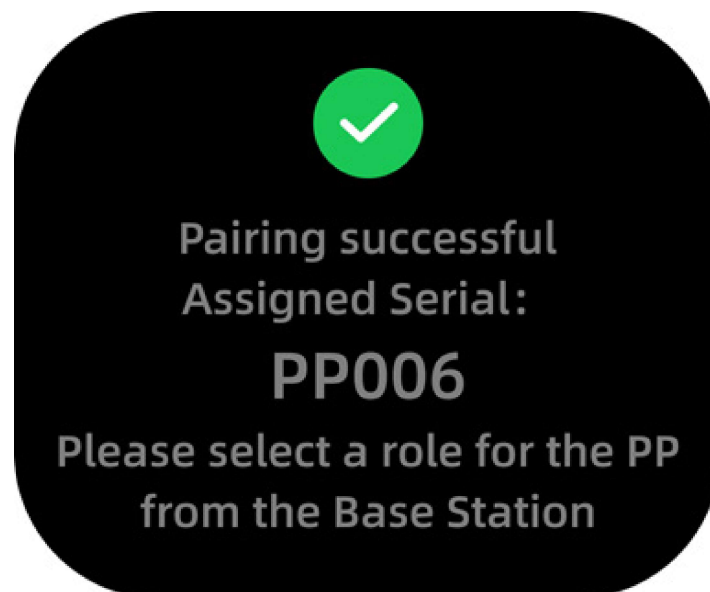 Pairing successful
Assigned Serial:
PP006
Please select a role for the PP
from the Base Station